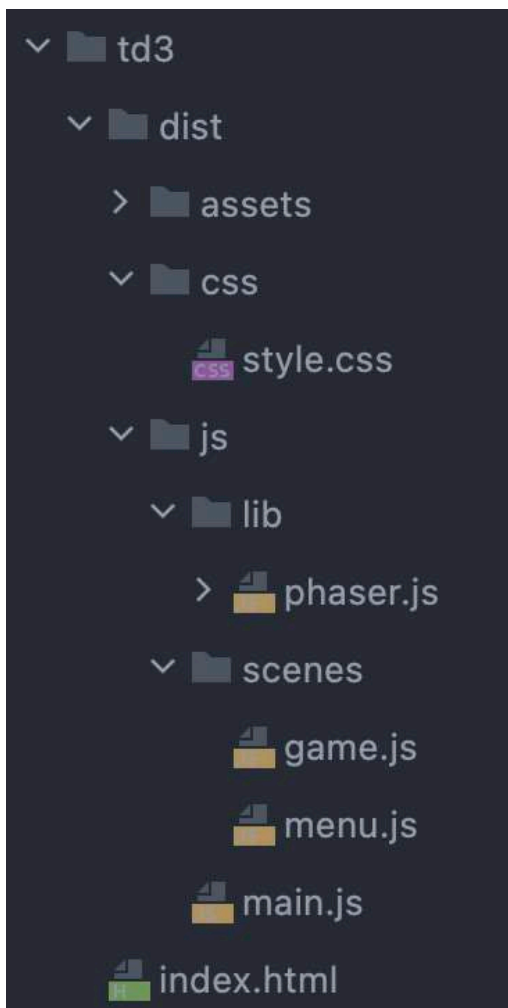 td3
dist
assets
css
CSS style.css
js
lib
phaser.js
scenes
game.js
menu.js
main.js
H index.html